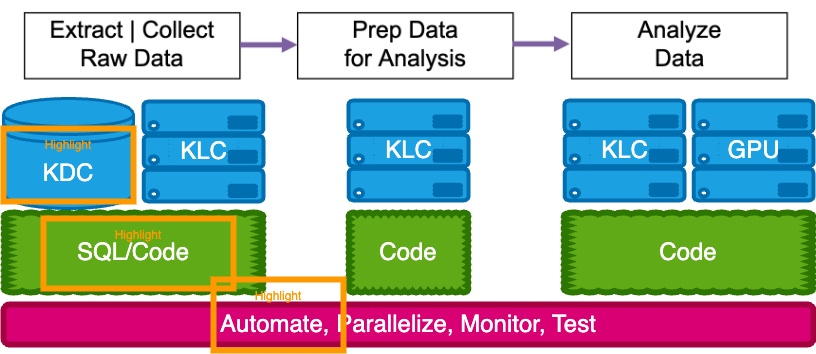 Extract | Collect
Raw Data
Prep Data
for Analysis
Analyze
Data
Highlight
KDC
KLC
KLC
KLC
GPU
Highlight
SQL/Code
Code
Code
Highlight
Automate, Parallelize, Monitor, Test